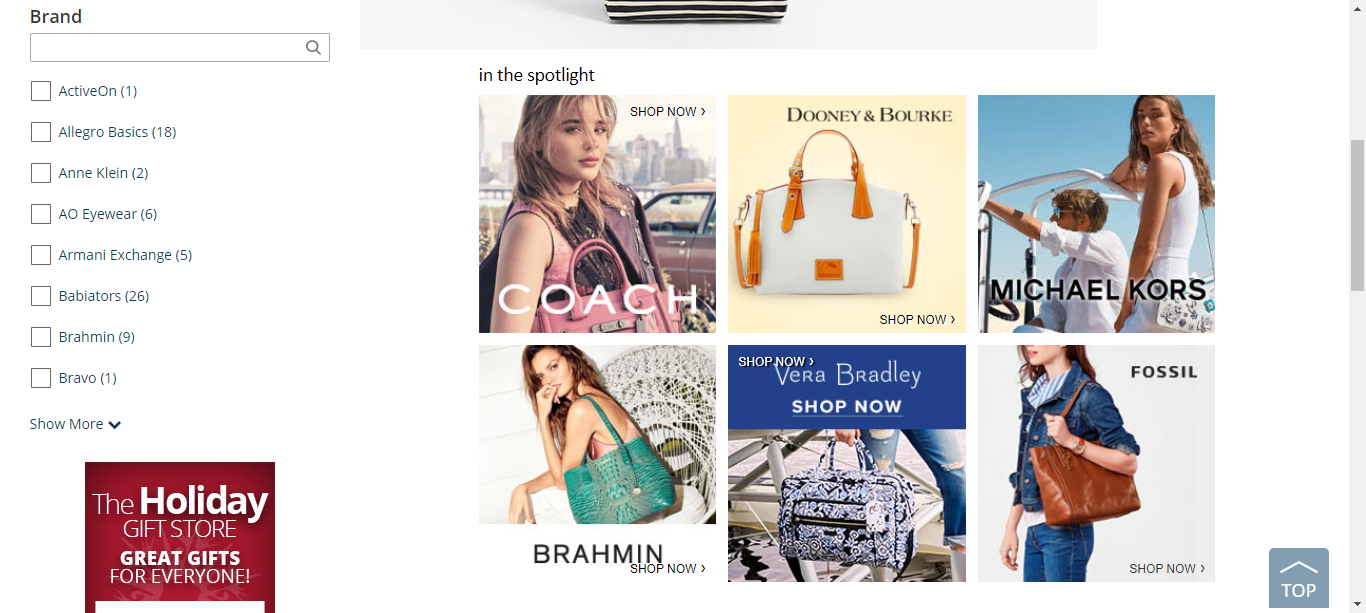 Brand
ActiveOn (1)
Allegro Basics (18)
Anne Klein (2)
AO Eyewear (6)
Armani Exchange (5)
Babiators (26)
Brahmin (9)
Bravo (1)
Show More
The Holiday
GIFT STORE
GREAT GIFTS
FOR EVERYONE!
in the spotlight
SHOP NOW ›
COACH
DOONEY & BOURKE
SHOP NOW ›
MICHAEL KORS
BRAHMIN
SHOP NOW ›
SHOP NOW ›
Vera Bradley
SHOP NOW
FOSSIL
SHOP NOW ›
TOP